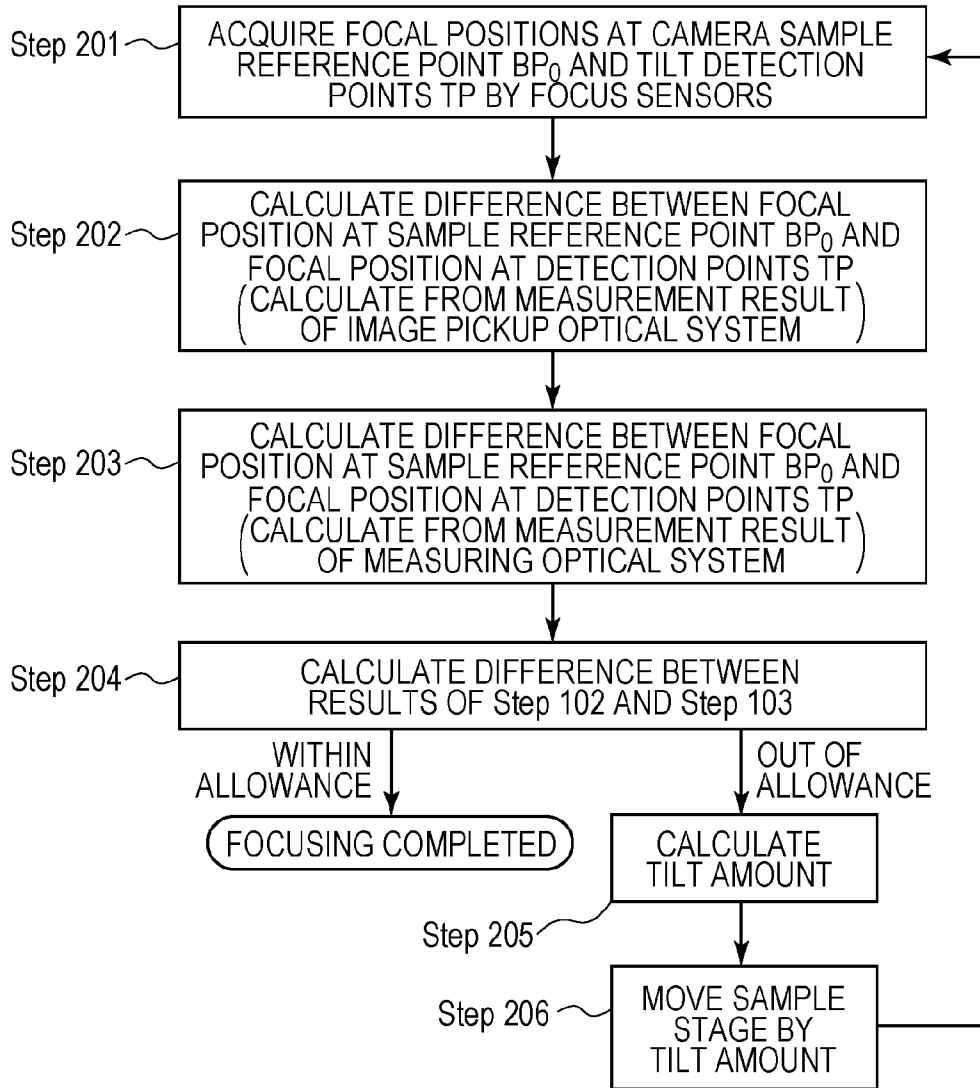 Step 201
ACQUIRE FOCAL POSITIONS AT CAMERA SAMPLE
REFERENCE POINT BP₀ AND TILT DETECTION
POINTS TP BY FOCUS SENSORS
Step 202
CALCULATE DIFFERENCE BETWEEN FOCAL
POSITION AT SAMPLE REFERENCE POINT BP₀ AND
FOCAL POSITION AT DETECTION POINTS TP
(CALCULATE FROM MEASUREMENT RESULT
OF IMAGE PICKUP OPTICAL SYSTEM)
Step 203
CALCULATE DIFFERENCE BETWEEN FOCAL
POSITION AT SAMPLE REFERENCE POINT BP₀ AND
FOCAL POSITION AT DETECTION POINTS TP
(CALCULATE FROM MEASUREMENT RESULT
OF MEASURING OPTICAL SYSTEM)
Step 204
CALCULATE DIFFERENCE BETWEEN
RESULTS OF Step 102 AND Step 103
WITHIN
ALLOWANCE
OUT OF
ALLOWANCE
FOCUSING COMPLETED
CALCULATE
TILT AMOUNT
Step 205
Step 206
MOVE SAMPLE
STAGE BY
TILT AMOUNT